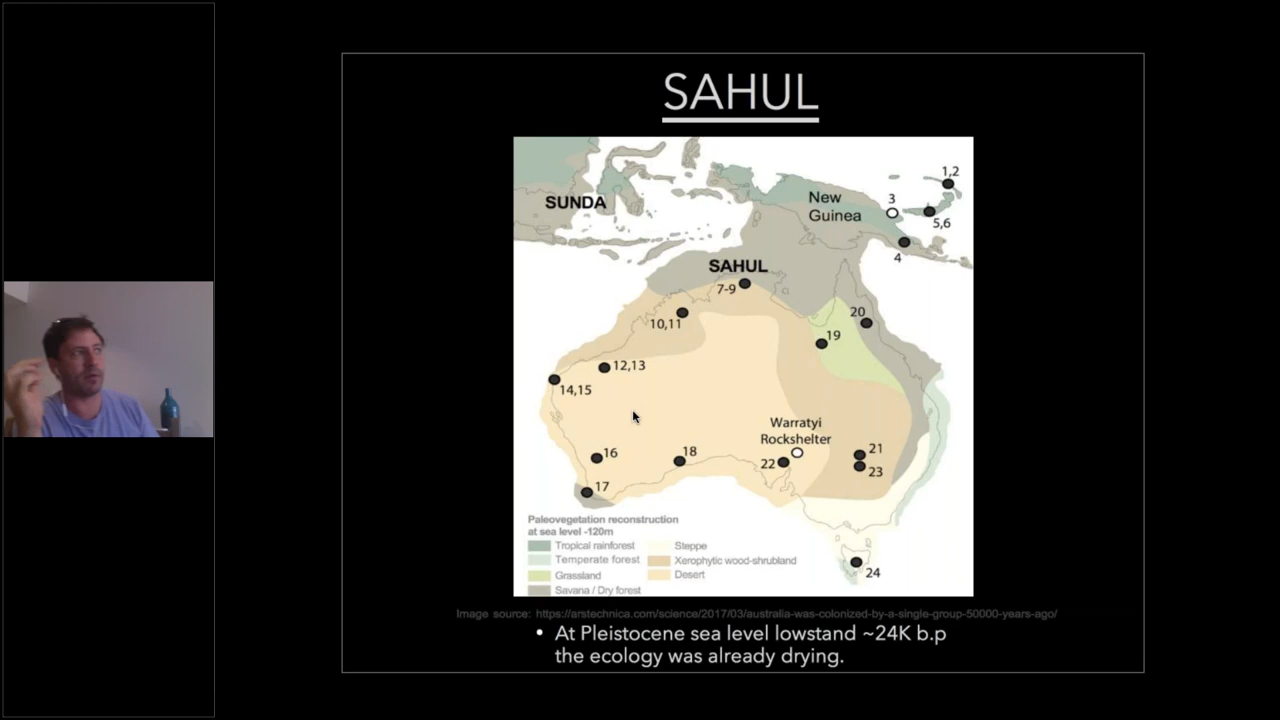 SAHUL
1,2
New
3
SUNDA
Guinea
5,6
4
SAHUL
7-9
10,11
20
19
12,13
14,15
Warratyi
Rockshelter
16
18
22
21
23
17
Paleovegetation reconstruction
at sea level -120m
Tropical rainforest
Steppe
Temperate forest
Xerophytic wood-shrubland
Grassland
Desert
Savana / Dry forest
24
Image source: https://arstechnica.com/science/2017/03/australia-was-colonized-by-a-single-group-50000-years-ago/
• At Pleistocene sea level lowstand ~24K b.p
the ecology was already drying.